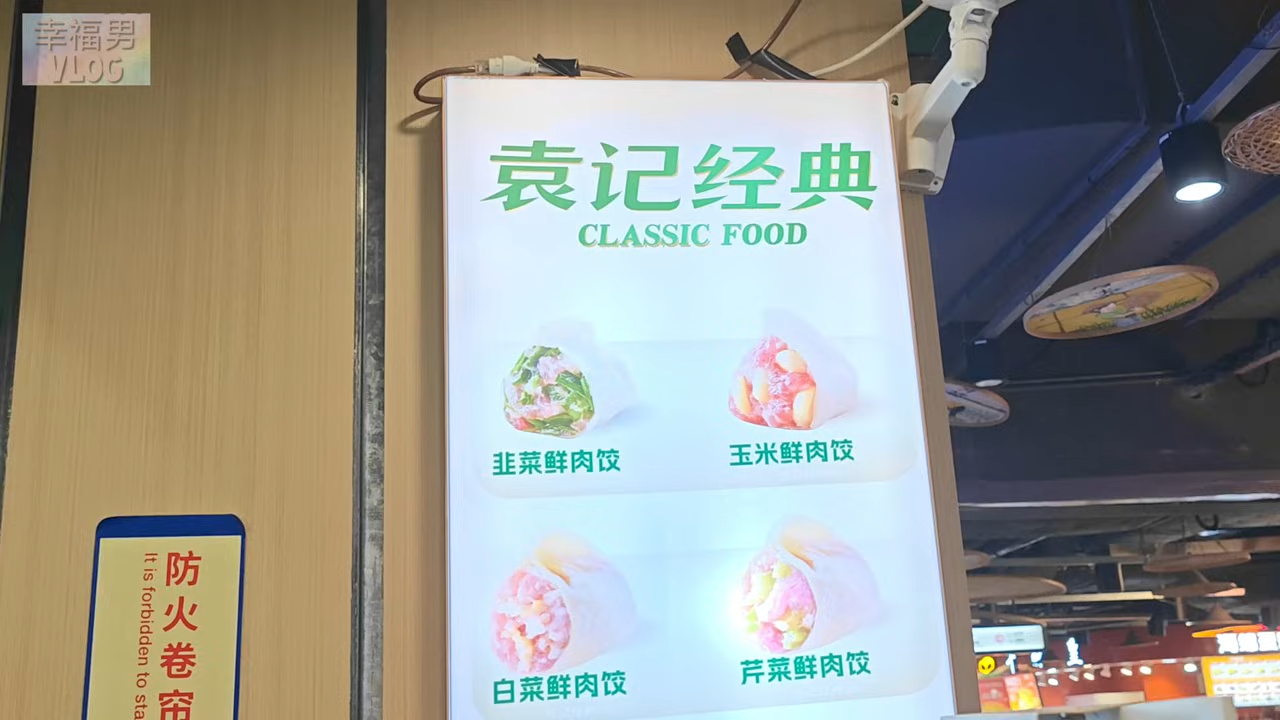 幸福男
VLOG
袁记经典
CLASSIC FOOD
韭菜鲜肉饺
玉米鲜肉饺
白菜鲜肉饺
芹菜鲜肉饺
防火卷帘
It is forbidden to sta